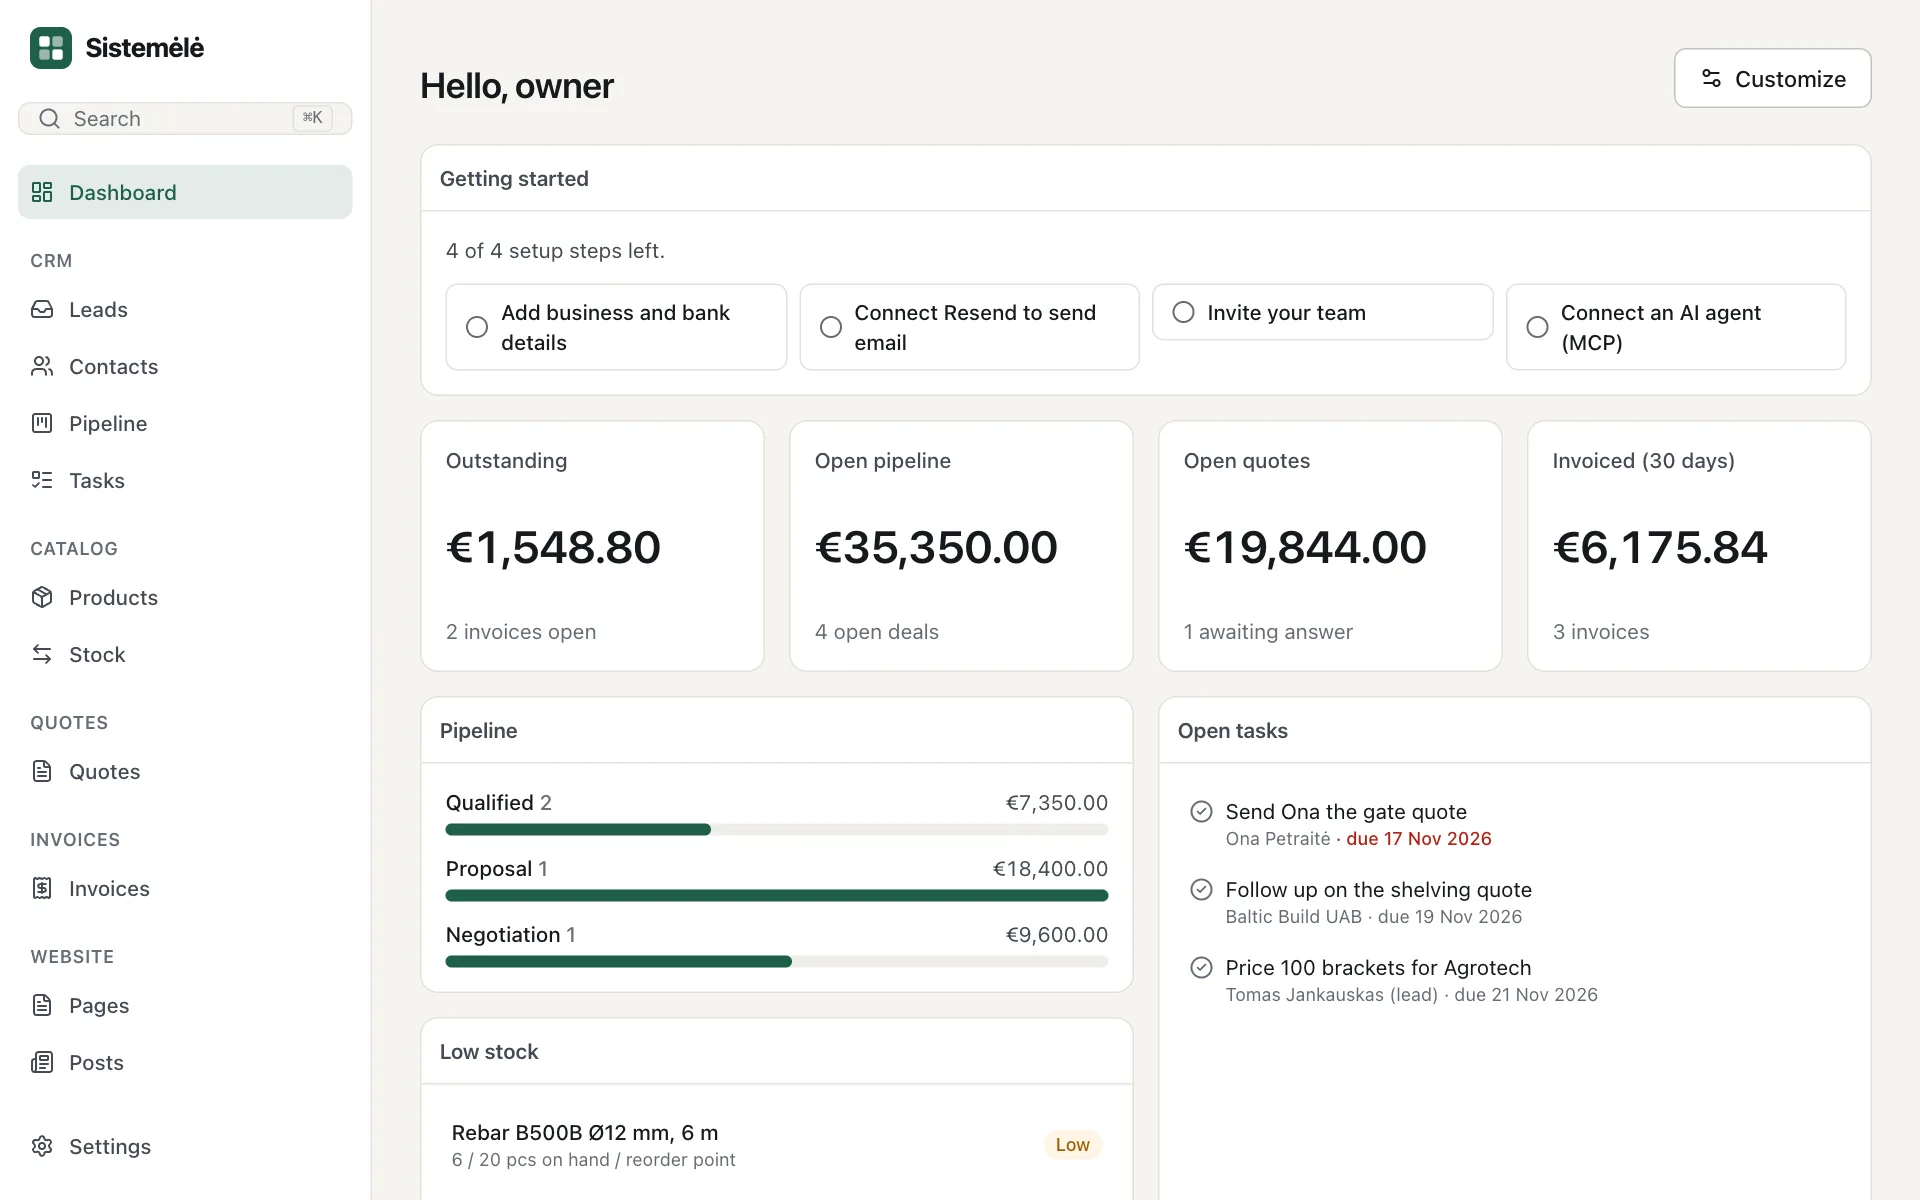 Sistemėlė
Search
⌘K
Dashboard
CRM
Leads
Contacts
Pipeline
Tasks
CATALOG
Products
Stock
QUOTES
Quotes
INVOICES
Invoices
WEBSITE
Pages
Posts
Settings
Hello, owner
Customize
Getting started
4 of 4 setup steps left.
Add business and bank
details
Connect Resend to send
email
Invite your team
Connect an AI agent
(MCP)
Outstanding
€1,548.80
2 invoices open
Open pipeline
€35,350.00
4 open deals
Open quotes
€19,844.00
1 awaiting answer
Invoiced (30 days)
€6,175.84
3 invoices
Pipeline
Qualified 2 €7,350.00
Proposal 1 €18,400.00
Negotiation 1 €9,600.00
Low stock
Rebar B500B Ø12 mm, 6 m
6 / 20 pcs on hand / reorder point
Low
Open tasks
Send Ona the gate quote
Ona Petraitė · due 17 Nov 2026
Follow up on the shelving quote
Baltic Build UAB · due 19 Nov 2026
Price 100 brackets for Agrotech
Tomas Jankauskas (lead) · due 21 Nov 2026